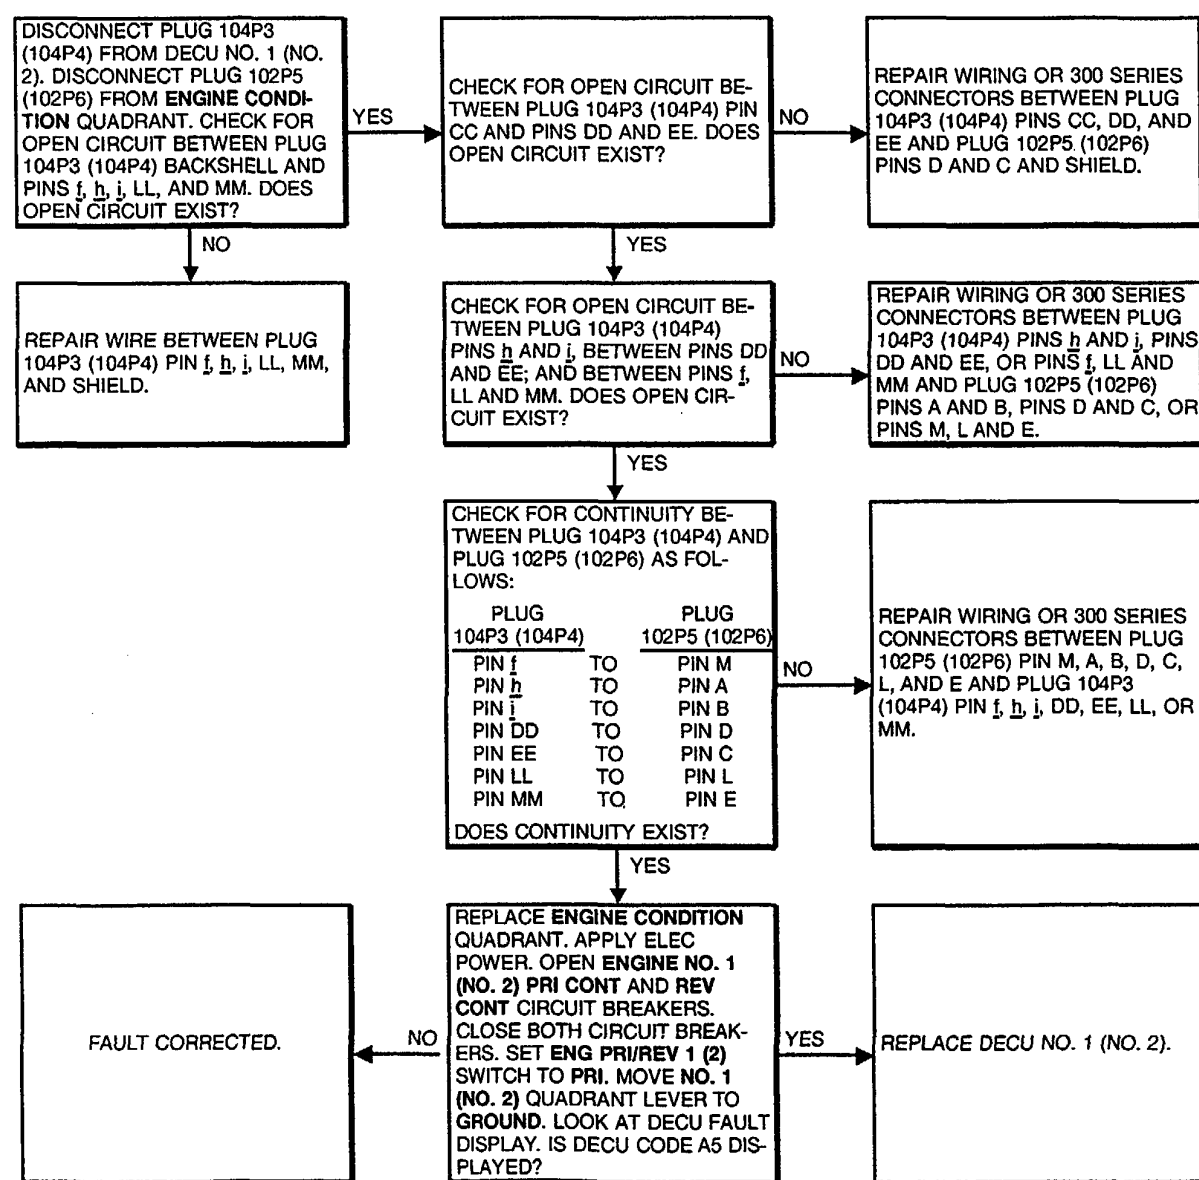 DISCONNECT PLUG 104P3
(104P4) FROM DECU NO. 1 (NO.
2). DISCONNECT PLUG 102P5
(102P6) FROM ENGINE CONDI-
TION QUADRANT. CHECK FOR
OPEN CIRCUIT BETWEEN PLUG
104P3 (104P4) BACKSHELL AND
PINS f, h, i, LL, AND MM. DOES
OPEN CIRCUIT EXIST?
YES
CHECK FOR OPEN CIRCUIT BE-
TWEEN PLUG 104P3 (104P4) PIN
CC AND PINS DD AND EE. DOES
OPEN CIRCUIT EXIST?
NO
REPAIR WIRING OR 300 SERIES
CONNECTORS BETWEEN PLUG
104P3 (104P4) PINS CC, DD, AND
EE AND PLUG 102P5 (102P6)
PINS D AND C AND SHIELD.
NO
YES
REPAIR WIRE BETWEEN PLUG
104P3 (104P4) PIN f, h, i, LL, MM,
AND SHIELD.
CHECK FOR OPEN CIRCUIT BE-
TWEEN PLUG 104P3 (104P4)
PINS h AND i, BETWEEN PINS DD
AND EE; AND BETWEEN PINS f,
LL AND MM. DOES OPEN CIR-
CUIT EXIST?
NO
REPAIR WIRING OR 300 SERIES
CONNECTORS BETWEEN PLUG
104P3 (104P4) PINS h AND i, PINS
DD AND EE, OR PINS f, LL AND
MM AND PLUG 102P5 (102P6)
PINS A AND B, PINS D AND C, OR
PINS M, L AND E.
YES
CHECK FOR CONTINUITY BE-
TWEEN PLUG 104P3 (104P4) AND
PLUG 102P5 (102P6) AS FOL-
LOWS:
PLUG PLUG
104P3 (104P4) 102P5 (102P6)
PIN f TO PIN M
PIN h TO PIN A
PIN i TO PIN B
PIN DD TO PIN D
PIN EE TO PIN C
PIN LL TO PIN L
PIN MM TO PIN E
DOES CONTINUITY EXIST?
NO
REPAIR WIRING OR 300 SERIES
CONNECTORS BETWEEN PLUG
102P5 (102P6) PIN M, A, B, D, C,
L, AND E AND PLUG 104P3
(104P4) PIN f, h, i, DD, EE, LL, OR
MM.
YES
FAULT CORRECTED.
NO
REPLACE ENGINE CONDITION
QUADRANT. APPLY ELEC
POWER. OPEN ENGINE NO. 1
(NO. 2) PRI CONT AND REV
CONT CIRCUIT BREAKERS.
CLOSE BOTH CIRCUIT BREAK-
ERS. SET ENG PRI/REV 1 (2)
SWITCH TO PRI. MOVE NO. 1
(NO. 2) QUADRANT LEVER TO
GROUND. LOOK AT DECU FAULT
DISPLAY. IS DECU CODE A5 DIS-
PLAYED?
YES
REPLACE DECU NO. 1 (NO. 2).